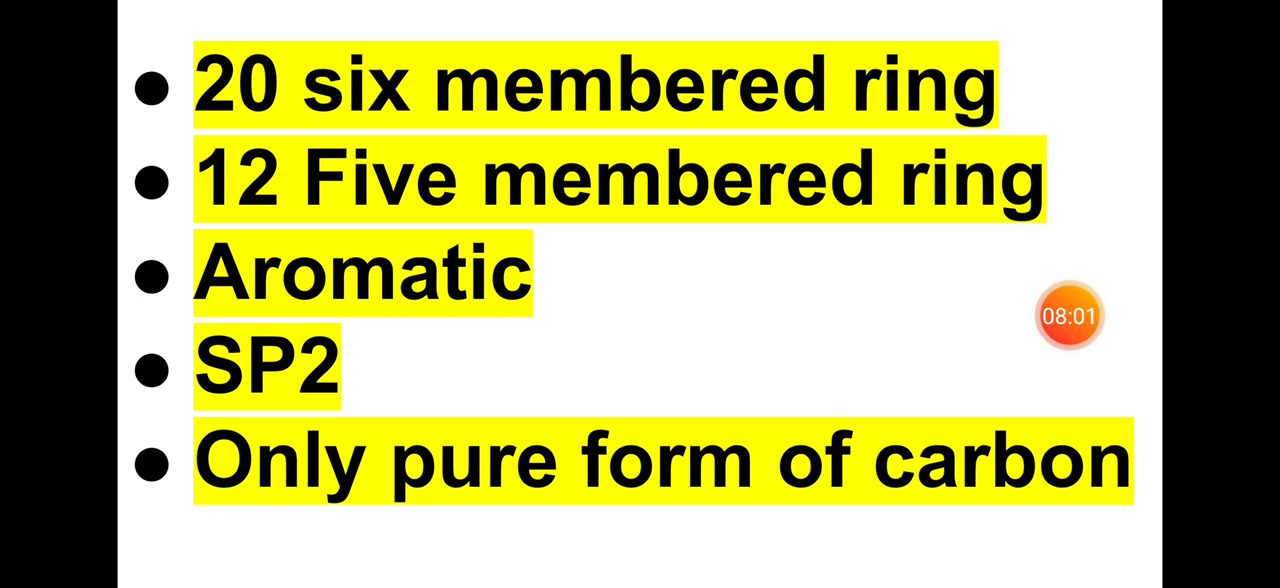 ● 20 six membered ring
● 12 Five membered ring
● Aromatic
08:01
● SP2
● Only pure form of carbon